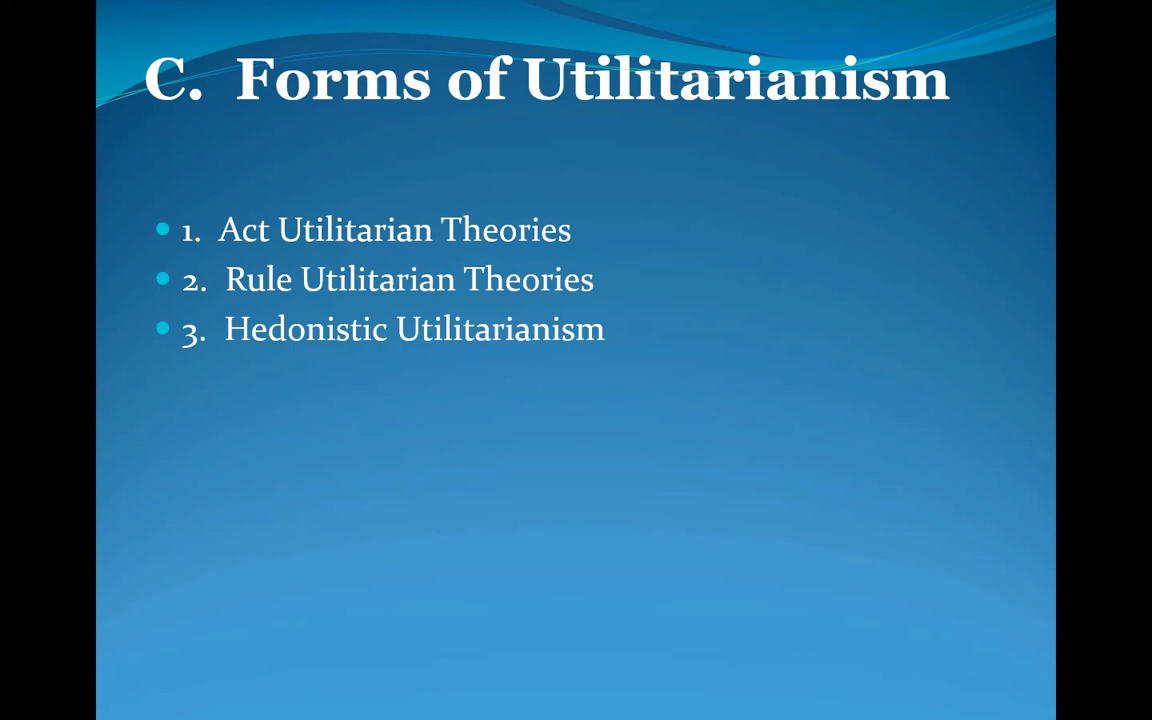 C. Forms of Utilitarianism
1. Act Utilitarian Theories
2. Rule Utilitarian Theories
3. Hedonistic Utilitarianism